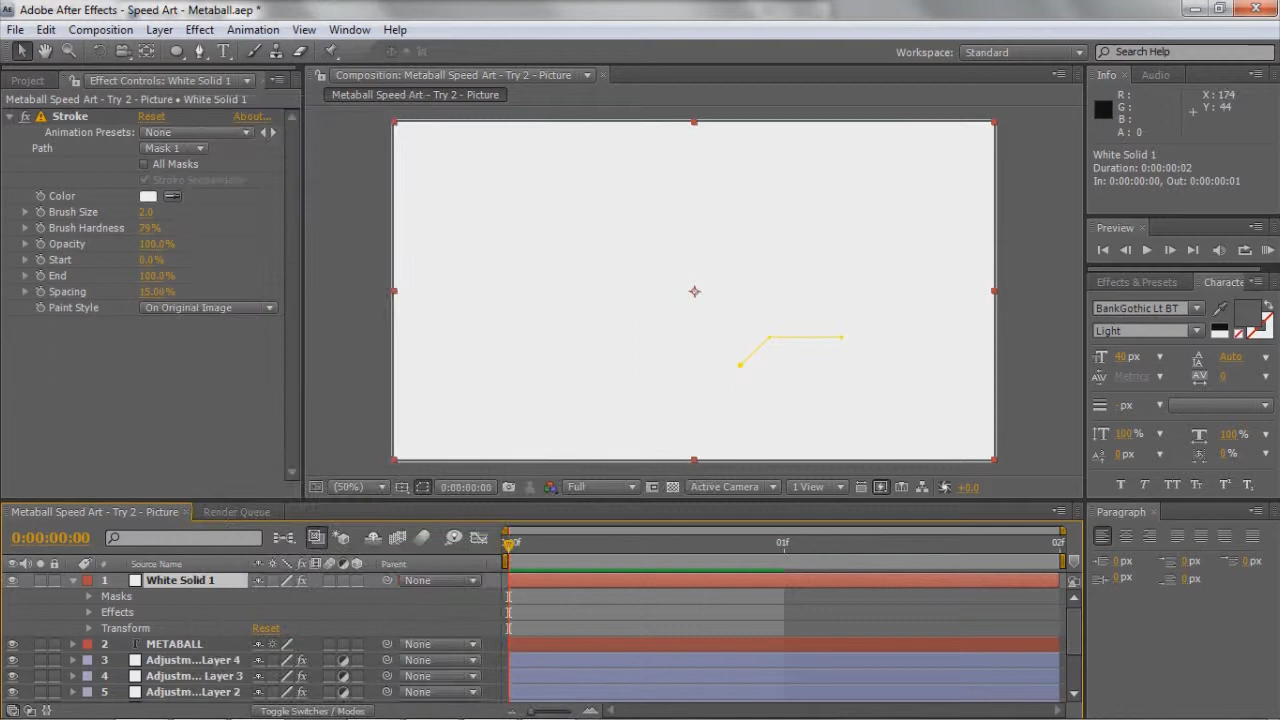 Adobe After Effects - Speed Art - Metaball.aep *
File Edit Composition Layer Effect Animation View Window Help
Workspace: Standard Search Help
Project Effect Controls: White Solid 1
Metaball Speed Art - Try 2 - Picture • White Solid 1
fx Stroke Reset About...
Animation Presets: None
Path Mask 1
All Masks
Stroke Sequentially
Color
Brush Size 2.0
Brush Hardness 79%
Opacity 100.0%
Start 0.0%
End 100.0%
Spacing 15.00%
Paint Style On Original Image
Composition: Metaball Speed Art - Try 2 - Picture
Metaball Speed Art - Try 2 - Picture
(50%) 0:00:00:00 Full Active Camera 1 View +0.0
Info Audio
R: X: 174
G: Y: 44
B:
A: 0
White Solid 1
Duration: 0:00:00:02
In: 0:00:00:00, Out: 0:00:00:01
Preview
Effects & Presets Characte
BankGothic Lt BT
Light
40 px Auto
Metrics 0
- px
100 % 100 %
0 px 0 %
T T TT Tr T' T,
Paragraph
0 px 0 px 0 px
0 px 0 px
Metaball Speed Art - Try 2 - Picture Render Queue
0:00:00:00
01f 02f
# Source Name Parent
1 White Solid 1 fx None
Masks
Effects
Transform Reset
2 T METABALL None
3 Adjustm...Layer 4 fx None
4 Adjustm... Layer 3 fx None
5 Adjustm...Layer 2 fx None
Toggle Switches / Modes